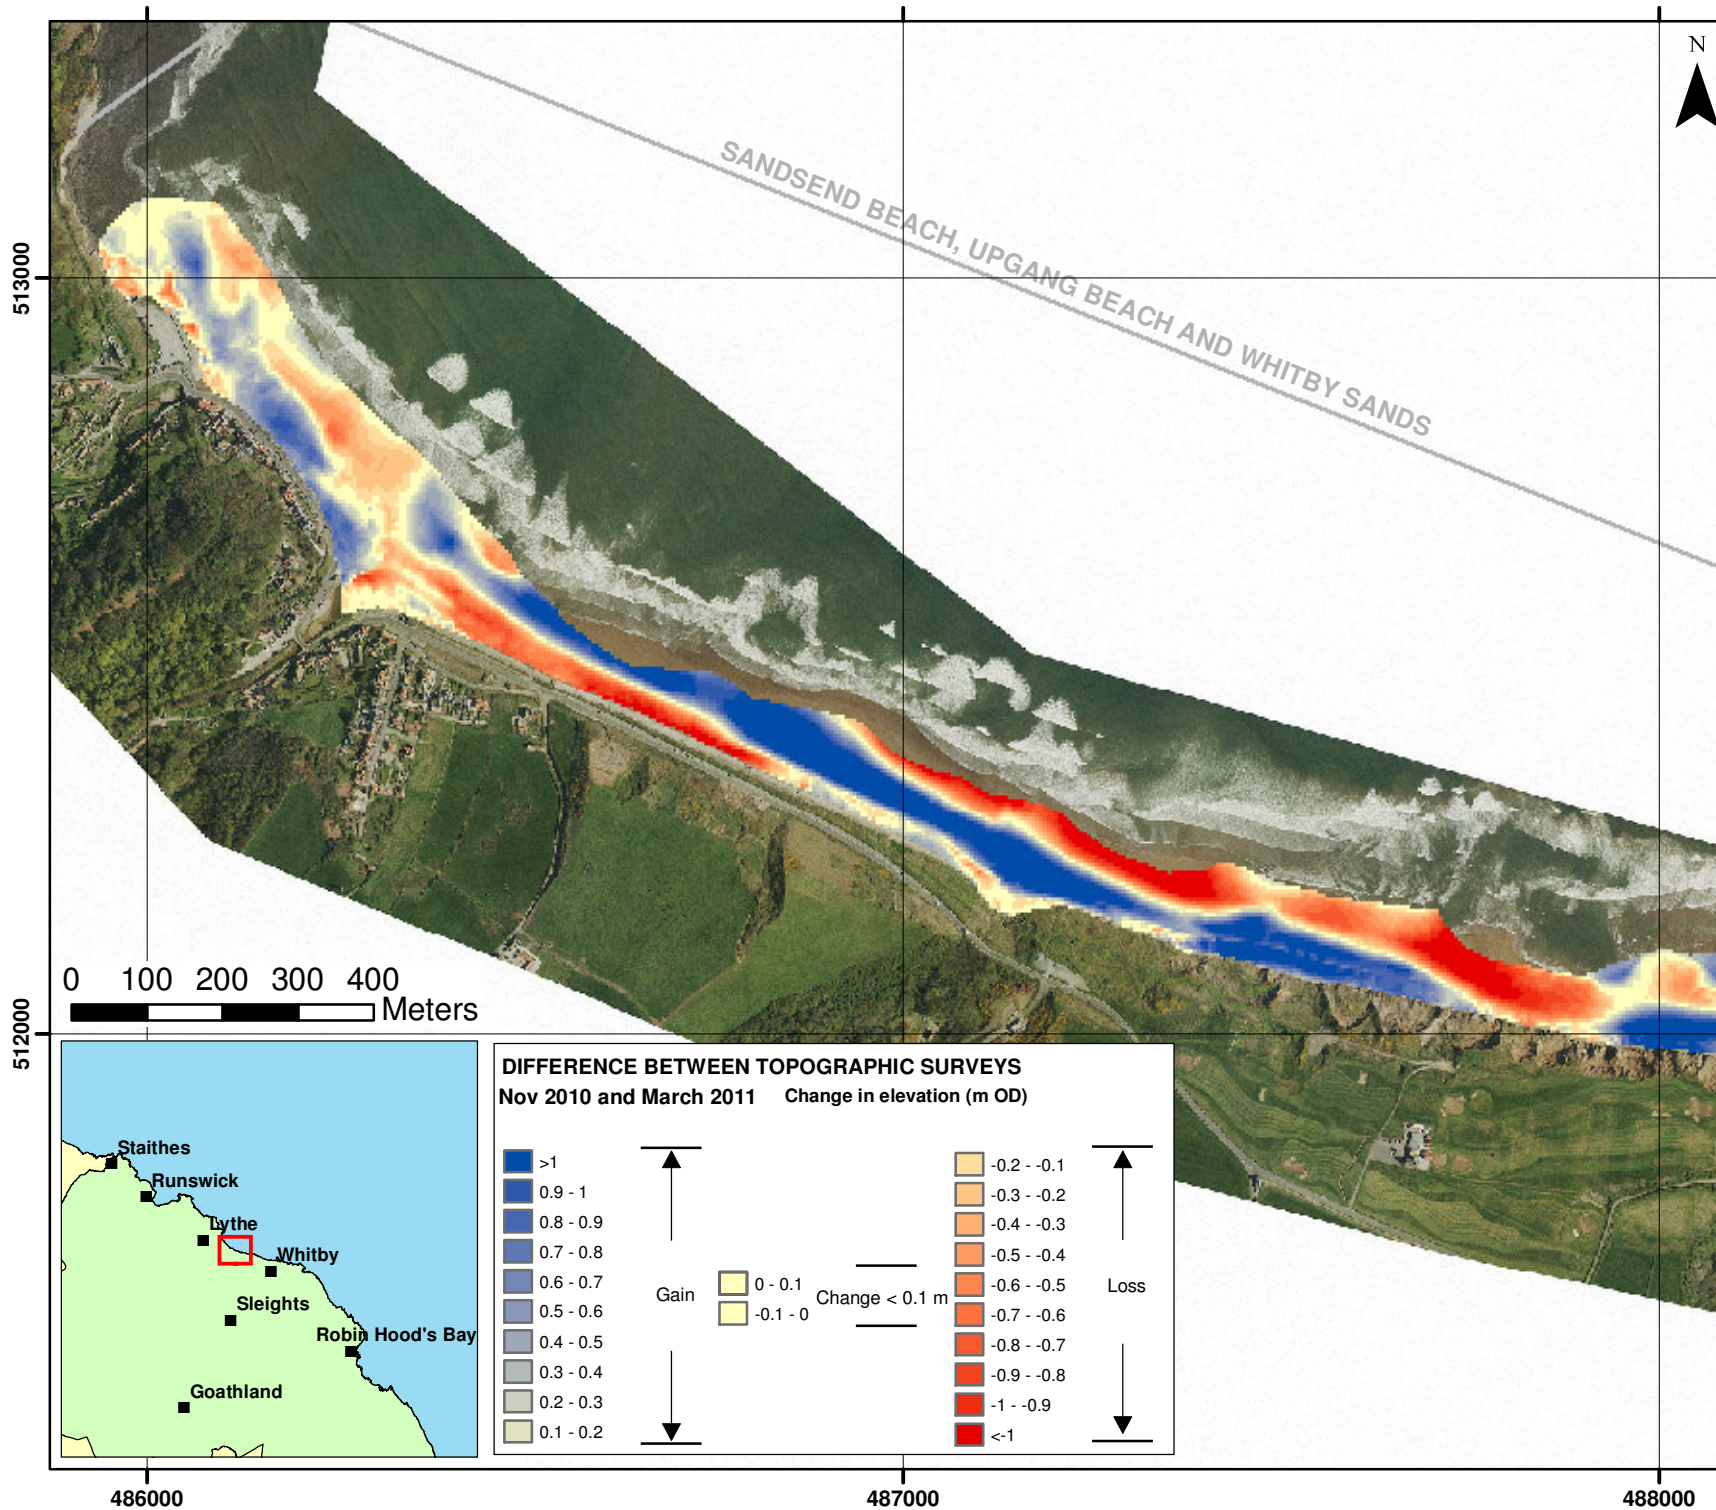 N
SANDSEND BEACH, UPGANG BEACH AND WHITBY SANDS
513000
512000
0 100 200 300 400
Meters
Staithes
Runswick
Lythe
Whitby
Sleights
Robin Hood's Bay
Goathland
DIFFERENCE BETWEEN TOPOGRAPHIC SURVEYS
Nov 2010 and March 2011 Change in elevation (m OD)
>1
0.9 - 1
0.8 - 0.9
0.7 - 0.8
0.6 - 0.7
0.5 - 0.6
0.4 - 0.5
0.3 - 0.4
0.2 - 0.3
0.1 - 0.2
Gain
0 - 0.1
-0.1 - 0
Change < 0.1 m
-0.2 - -0.1
-0.3 - -0.2
-0.4 - -0.3
-0.5 - -0.4
-0.6 - -0.5
-0.7 - -0.6
-0.8 - -0.7
-0.9 - -0.8
-1 - -0.9
<-1
Loss
486000
487000
488000